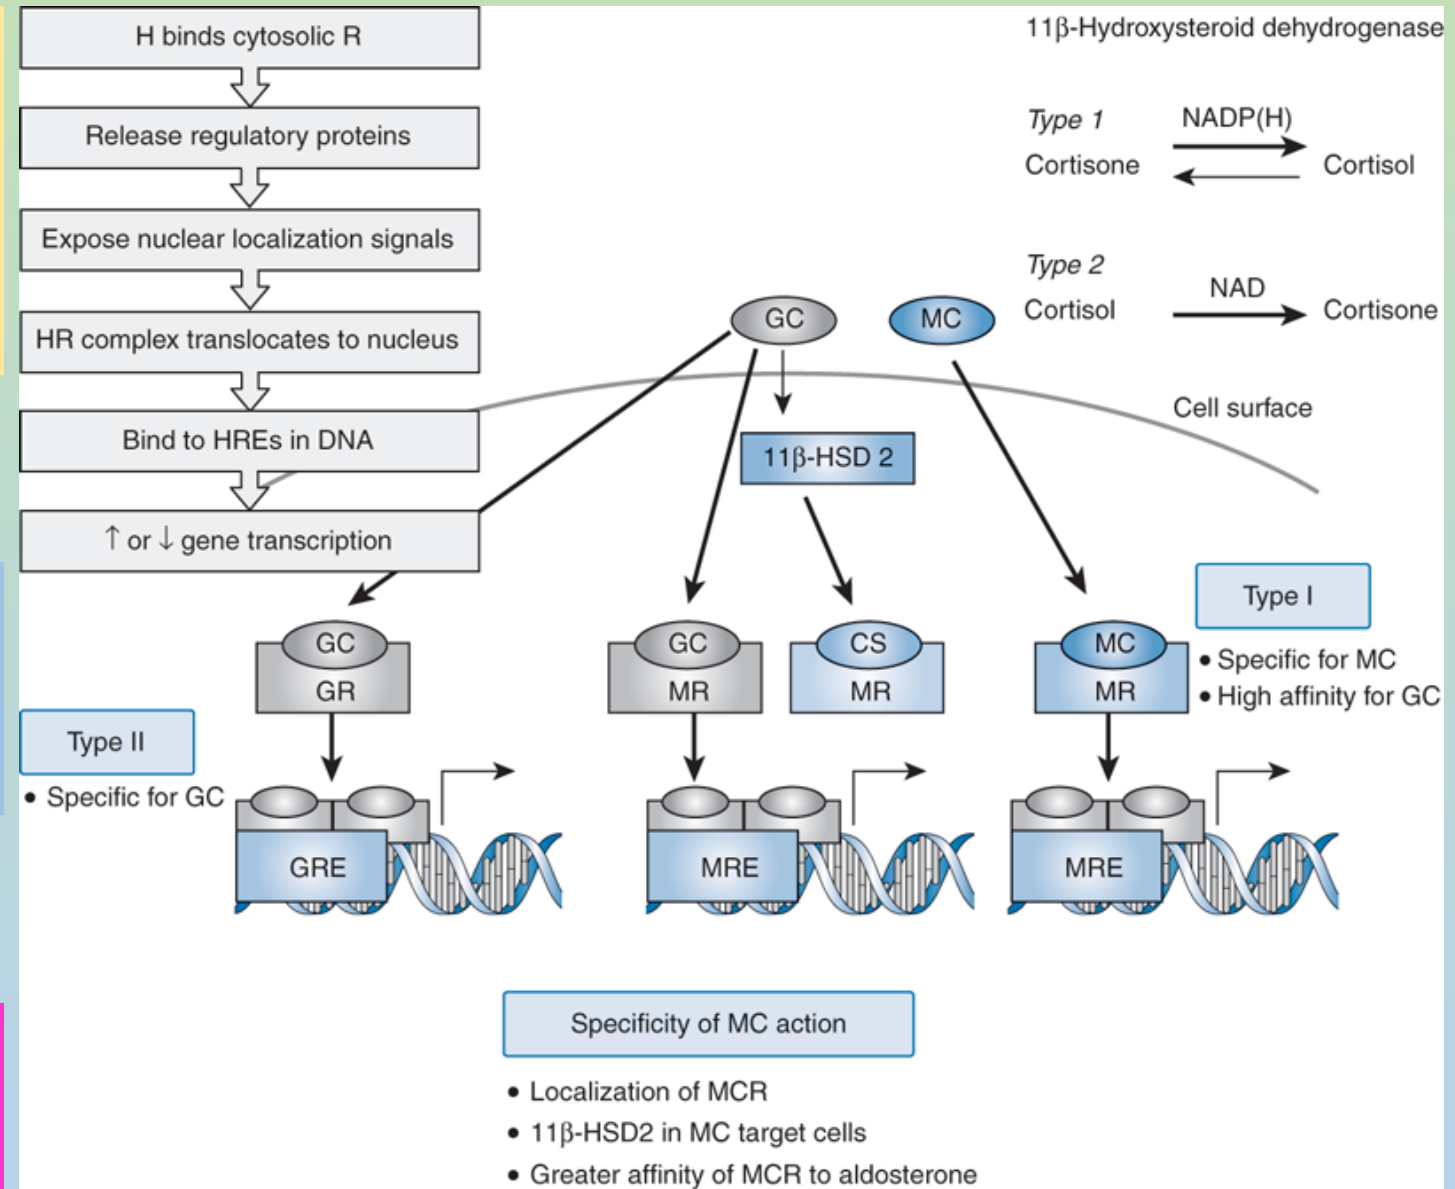 H binds cytosolic R
Release regulatory proteins
Expose nuclear localization signals
HR complex translocates to nucleus
Bind to HREs in DNA
↑ or ↓ gene transcription
11β-Hydroxysteroid dehydrogenase
Type 1
NADP(H)
Cortisone
Cortisol
Type 2
NAD
Cortisol
Cortisone
GC
MC
Cell surface
11β-HSD 2
GC
GR
GC
MR
CS
MR
MC
MR
Type I
• Specific for MC
• High affinity for GC
Type II
• Specific for GC
GRE
MRE
MRE
Specificity of MC action
• Localization of MCR
• 11β-HSD2 in MC target cells
• Greater affinity of MCR to aldosterone